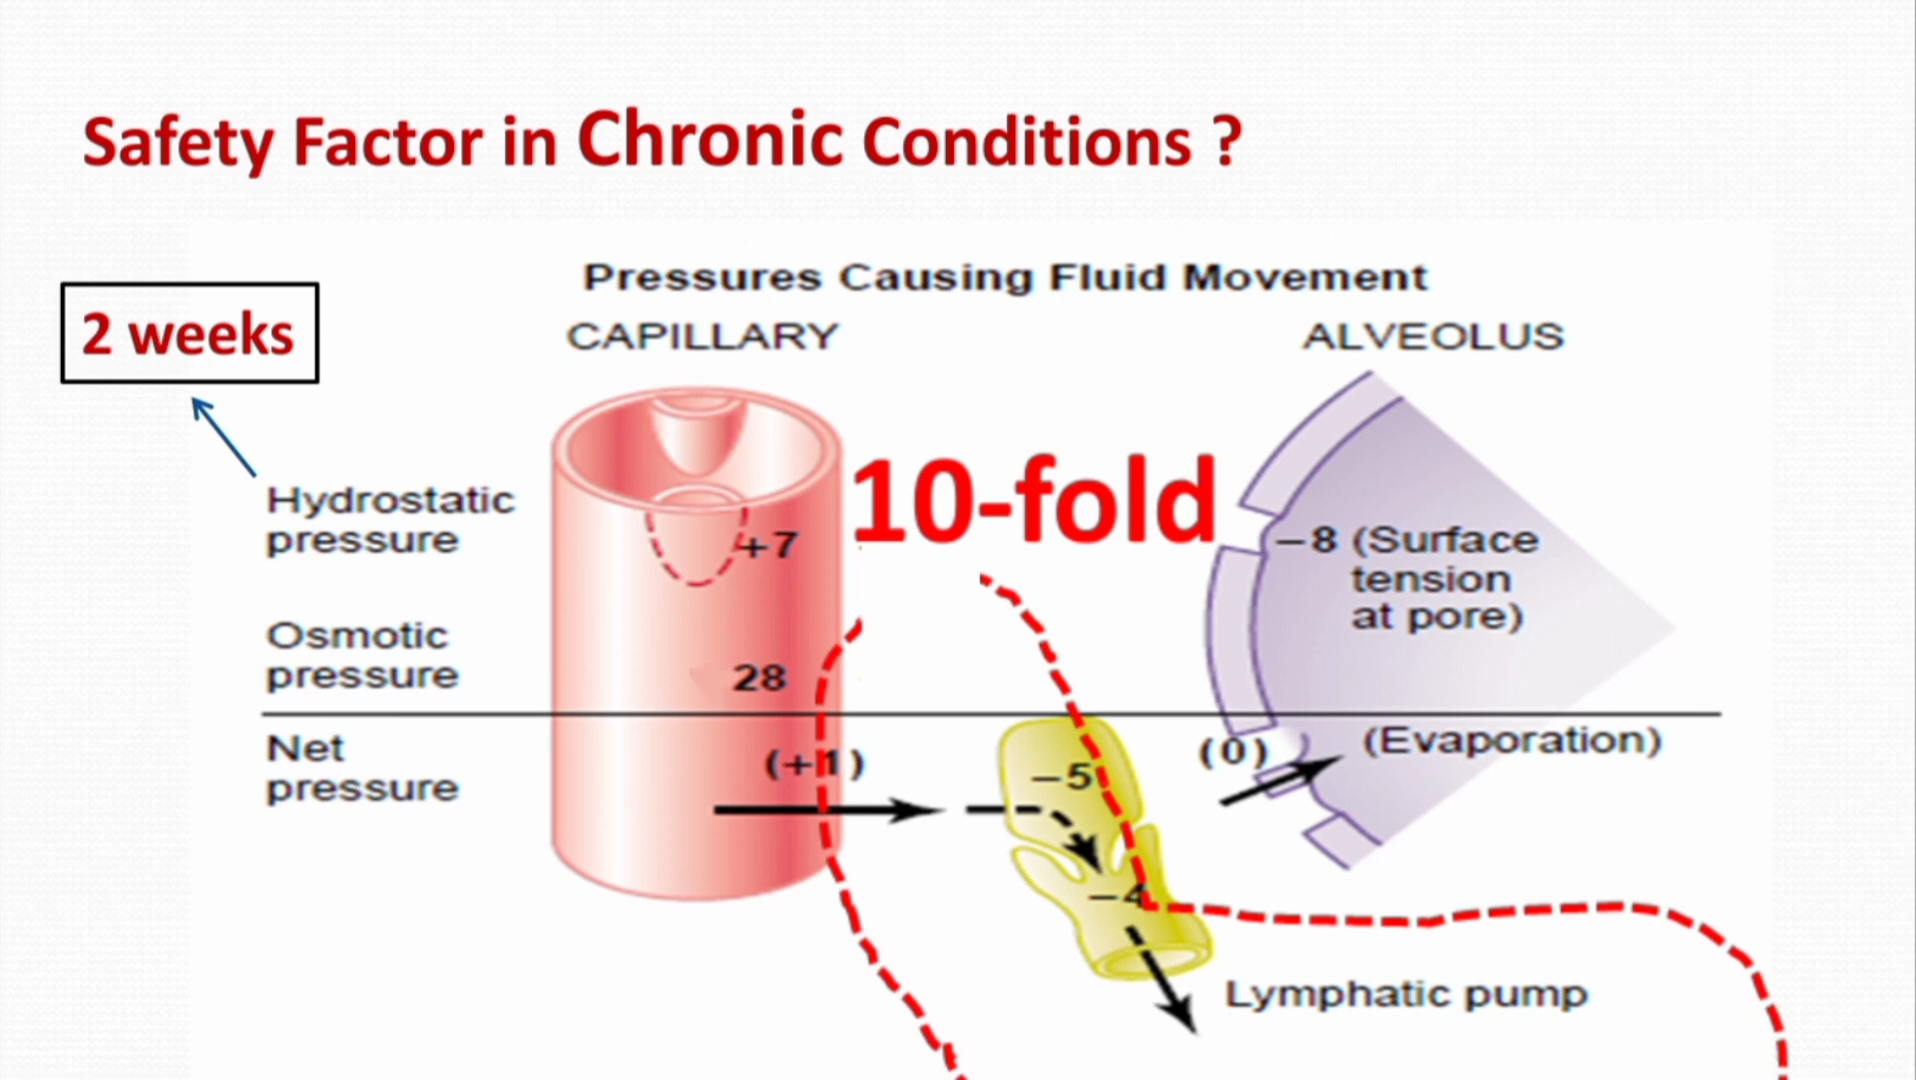 Safety Factor in Chronic Conditions ?
Pressures Causing Fluid Movement
CAPILLARY
ALVEOLUS
2 weeks
10-fold
Hydrostatic
pressure
+7
−8 (Surface
tension
at pore)
Osmotic
pressure
28
Net
pressure
(+1)
−5
(0)
(Evaporation)
−4
Lymphatic pump